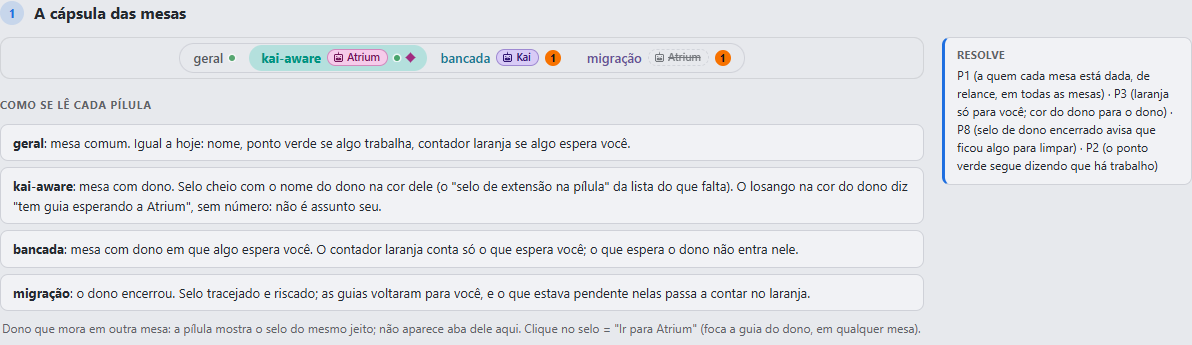 1 A cápsula das mesas
geral kai-aware Atrium bancada Kai 1 migração Atrium 1
COMO SE LÊ CADA PÍLULA
geral: mesa comum. Igual a hoje: nome, ponto verde se algo trabalha, contador laranja se algo espera você.
kai-aware: mesa com dono. Selo cheio com o nome do dono na cor dele (o "selo de extensão na pílula" da lista do que falta). O losango na cor do dono diz
"tem guia esperando a Atrium", sem número: não é assunto seu.
bancada: mesa com dono em que algo espera você. O contador laranja conta só o que espera você; o que espera o dono não entra nele.
migração: o dono encerrou. Selo tracejado e riscado; as guias voltaram para você, e o que estava pendente nelas passa a contar no laranja.
Dono que mora em outra mesa: a pílula mostra o selo do mesmo jeito; não aparece aba dele aqui. Clique no selo = "Ir para Atrium" (foca a guia do dono, em qualquer mesa).
RESOLVE
P1 (a quem cada mesa está dada, de
relance, em todas as mesas) · P3 (laranja
só para você; cor do dono para o dono) ·
P8 (selo de dono encerrado avisa que
ficou algo para limpar) · P2 (o ponto
verde segue dizendo que há trabalho)